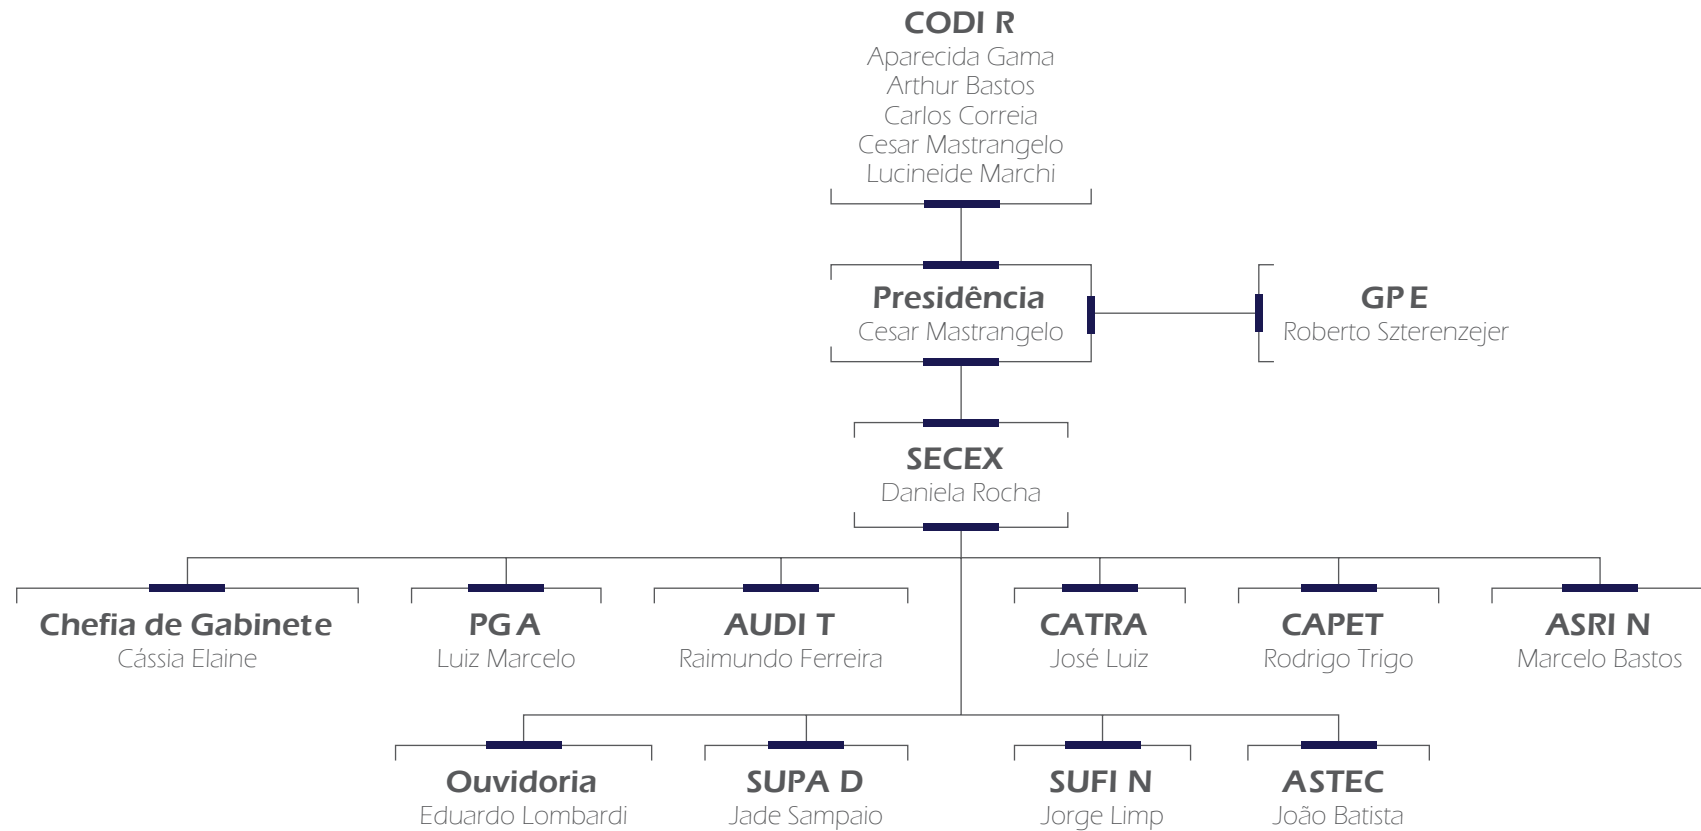 CODI R
Aparecida Gama
Arthur Bastos
Carlos Correia
Cesar Mastrangelo
Lucineide Marchi
Presidência
Cesar Mastrangelo
GP E
Roberto Szterenzejer
SECEX
Daniela Rocha
Chefia de Gabinete
Cássia Elaine
PG A
Luiz Marcelo
AUDI T
Raimundo Ferreira
CATRA
José Luiz
CAPET
Rodrigo Trigo
ASRI N
Marcelo Bastos
Ouvidoria
Eduardo Lombardi
SUPA D
Jade Sampaio
SUFI N
Jorge Limp
ASTEC
João Batista